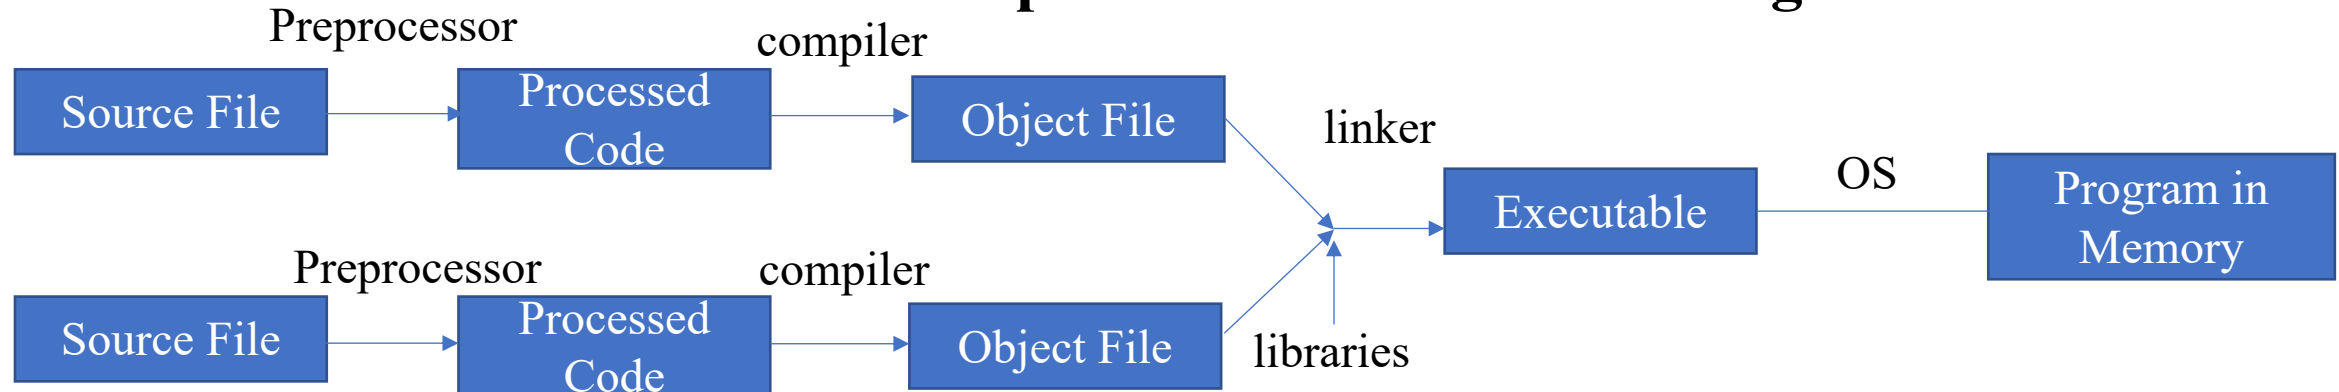 Preprocessor
compiler
Source File
Processed
Code
Object File
linker
Executable
OS
Program in
Memory
Preprocessor
compiler
Source File
Processed
Code
Object File
libraries